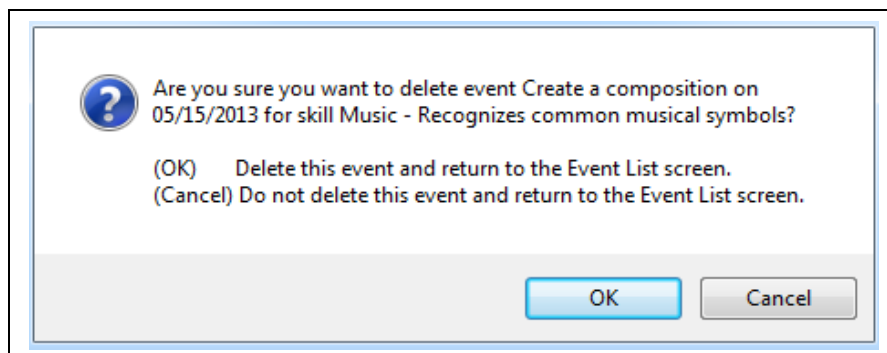 Are you sure you want to delete event Create a composition on
05/15/2013 for skill Music - Recognizes common musical symbols?
(OK) Delete this event and return to the Event List screen.
(Cancel) Do not delete this event and return to the Event List screen.
OK Cancel